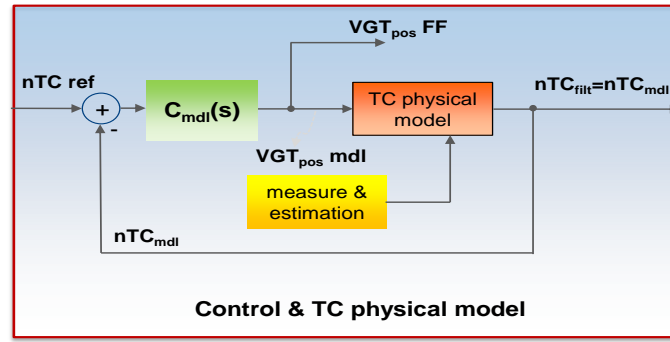 VGTpos FF
nTC ref
+
-
Cmdl(s)
TC physical
model
nTCfilt=nTCmdl
VGTpos mdl
measure &
estimation
nTCmdl
Control & TC physical model